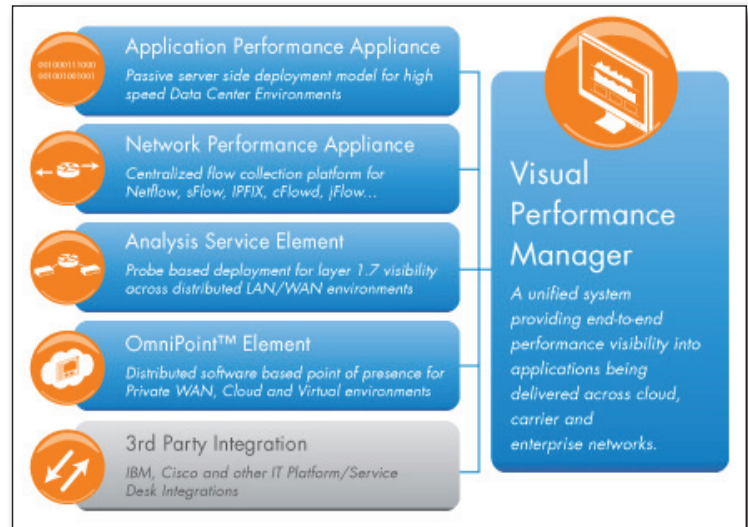 001000111000
001001001001
Application Performance Appliance
Passive server side deployment model for high
speed Data Center Environments
Network Performance Appliance
Centralized flow collection platform for
Netflow, sFlow, IPFIX, cFlowd, jFlow...
Analysis Service Element
Probe based deployment for layer 1.7 visibility
across distributed LAN/WAN environments
OmniPoint™ Element
Distributed software based point of presence for
Private WAN, Cloud and Virtual environments
3rd Party Integration
IBM, Cisco and other IT Platform/Service
Desk Integrations
Visual
Performance
Manager
A unified system
providing end-to-end
performance visibility into
applications being
delivered across cloud,
carrier and
enterprise networks.